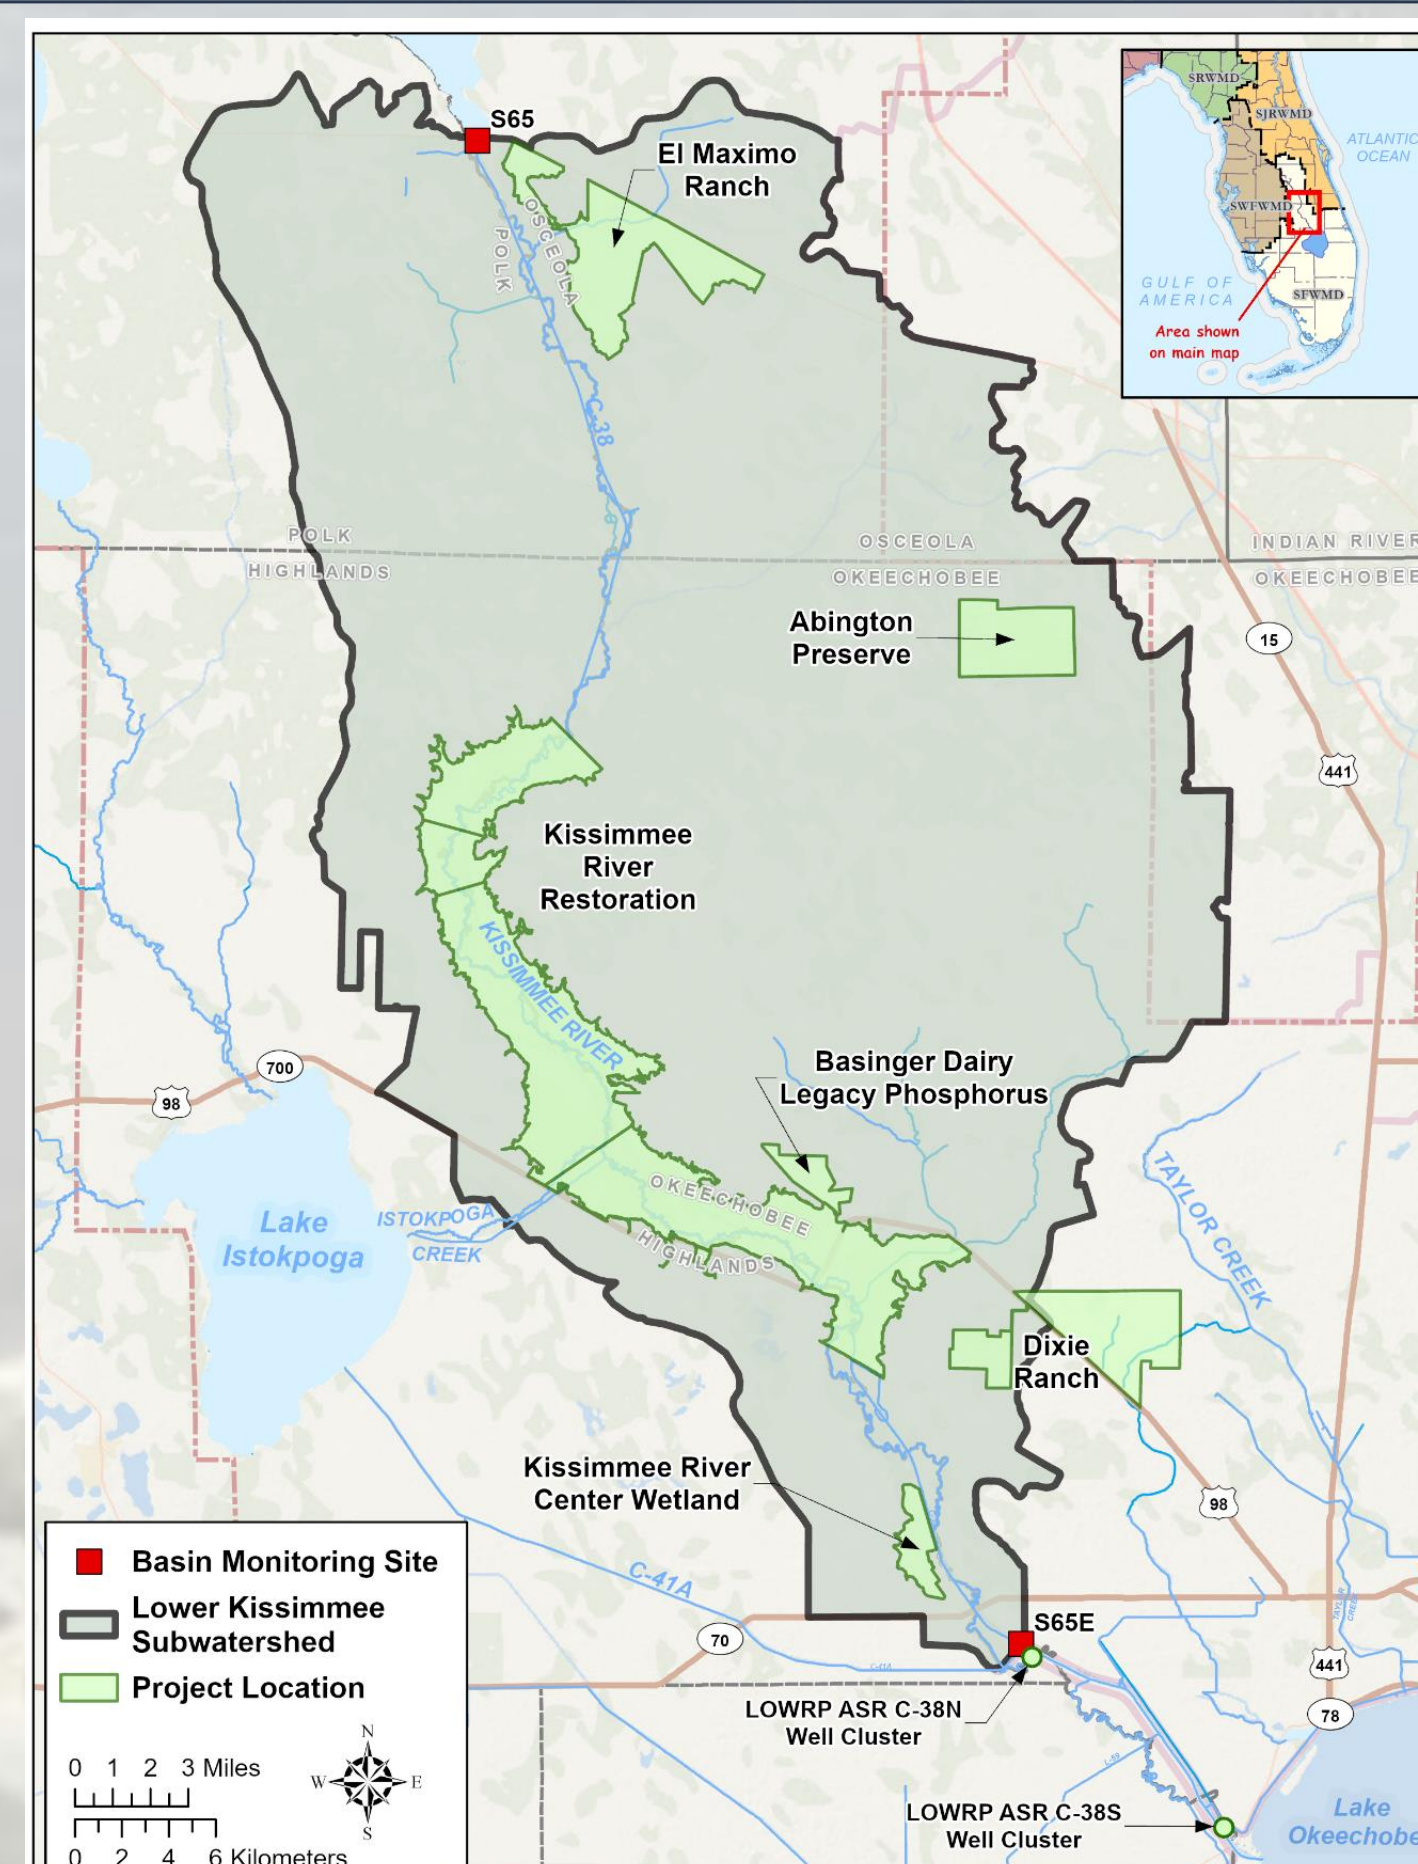 S65
El Maximo
Ranch
OSCEOLA
POLK
C-38
SRWMD
SJRWMD
ATLANTIC
OCEAN
SWFWMD
GULF OF
AMERICA
SFWMD
Area shown
on main map
POLK
HIGHLANDS
OSCEOLA
OKEECHOBEE
INDIAN RIVER
OKEECHOBEE
Abington
Preserve
15
441
Kissimmee
River
Restoration
KISSIMMEE RIVER
700
98
Basinger Dairy
Legacy Phosphorus
TAYLOR CREEK
Lake
Istokpoga
ISTOKPOGA
CREEK
OKEECHOBEE
HIGHLANDS
Dixie
Ranch
98
Kissimmee River
Center Wetland
C-41A
70
C-41A
S65E
TAYLOR
CREEK
441
78
LOWRP ASR C-38N
Well Cluster
L-59
LOWRP ASR C-38S
Well Cluster
Lake
Okeechobe
Basin Monitoring Site
Lower Kissimmee
Subwatershed
Project Location
0 1 2 3 Miles
0 2 4 6 Kilometers
N
W E
S